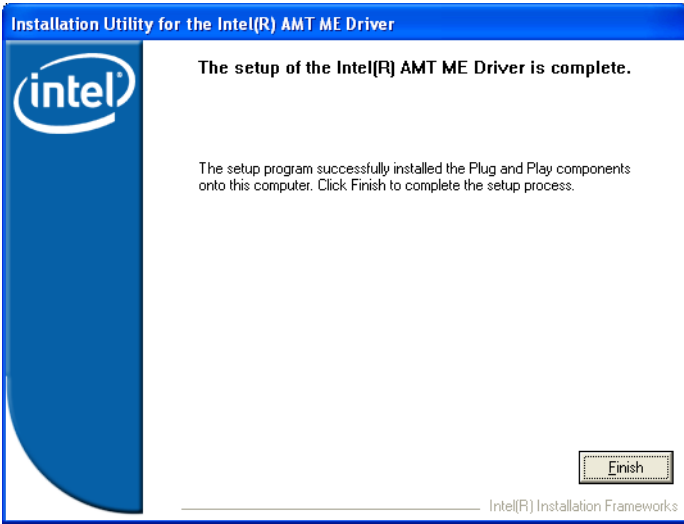 Installation Utility for the Intel(R) AMT ME Driver
intel
The setup of the Intel(R) AMT ME Driver is complete.
The setup program successfully installed the Plug and Play components
onto this computer. Click Finish to complete the setup process.
Finish
Intel(R) Installation Frameworks